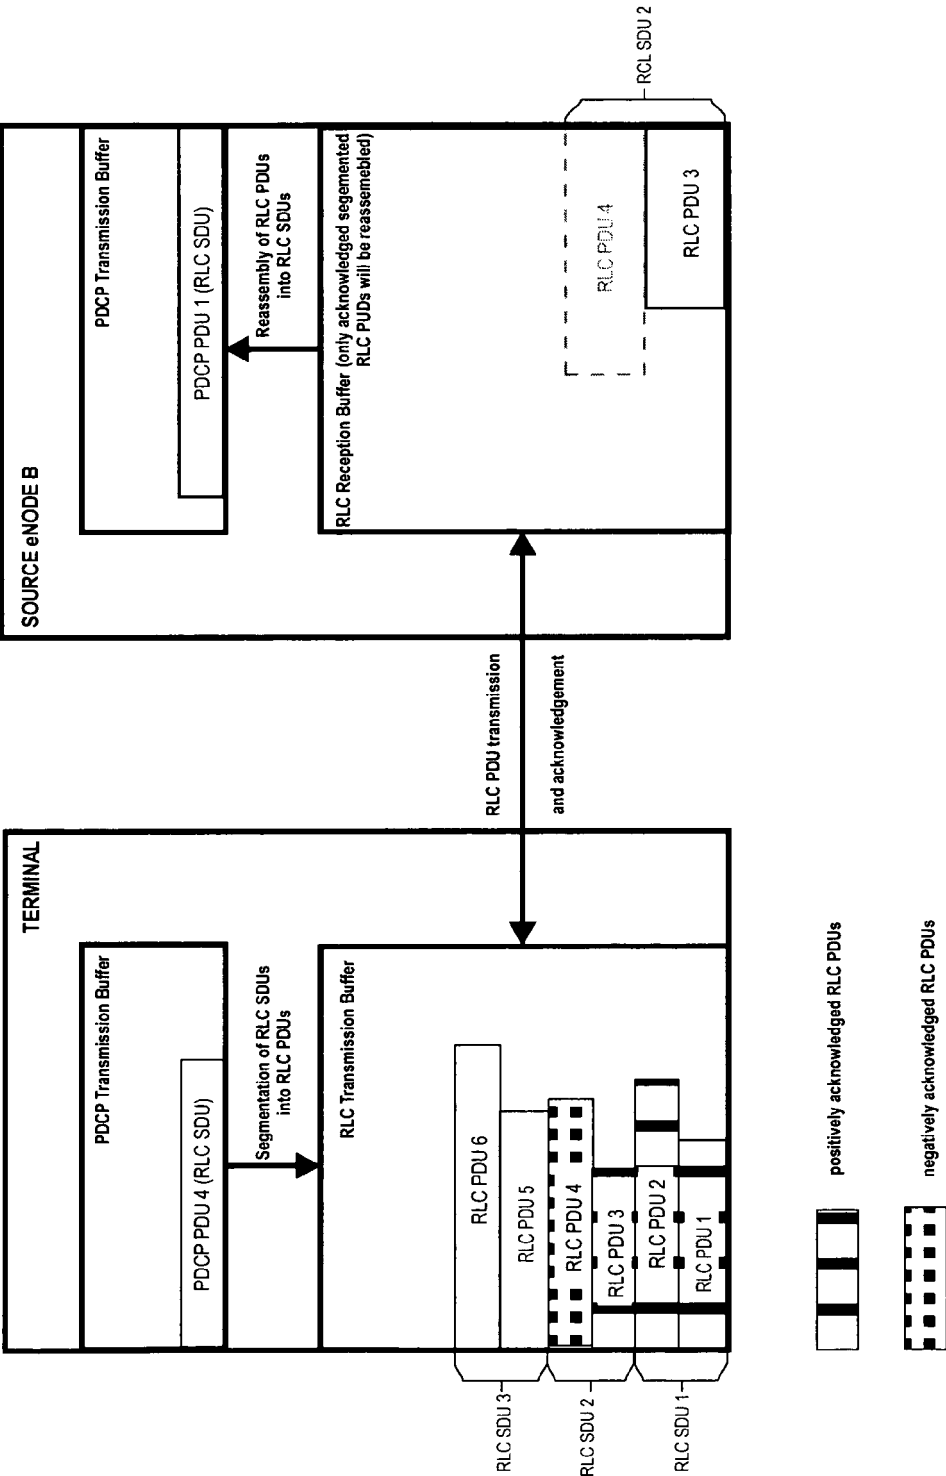 TERMINAL
PDCP Transmission Buffer
PDCP PDU 4 (RLC SDU)
Segmentation of RLC SDUs
into RLC PDUs
RLC Transmission Buffer
RLC PDU 6
RLC PDU 5
RLC PDU 4
RLC PDU 3
RLC PDU 2
RLC PDU 1
RLC SDU 3
RLC SDU 2
RLC SDU 1
RLC PDU transmission
and acknowledgement
SOURCE eNODE B
PDCP Transmission Buffer
PDCP PDU 1 (RLC SDU)
Reassembly of RLC PDUs
into RLC SDUs
RLC Reception Buffer (only acknowledged segemented
RLC PUDs will be reassemebled)
RLC PDU 4
RLC PDU 3
RCL SDU 2
positively acknowledged RLC PDUs
negatively acknowledged RLC PDUs